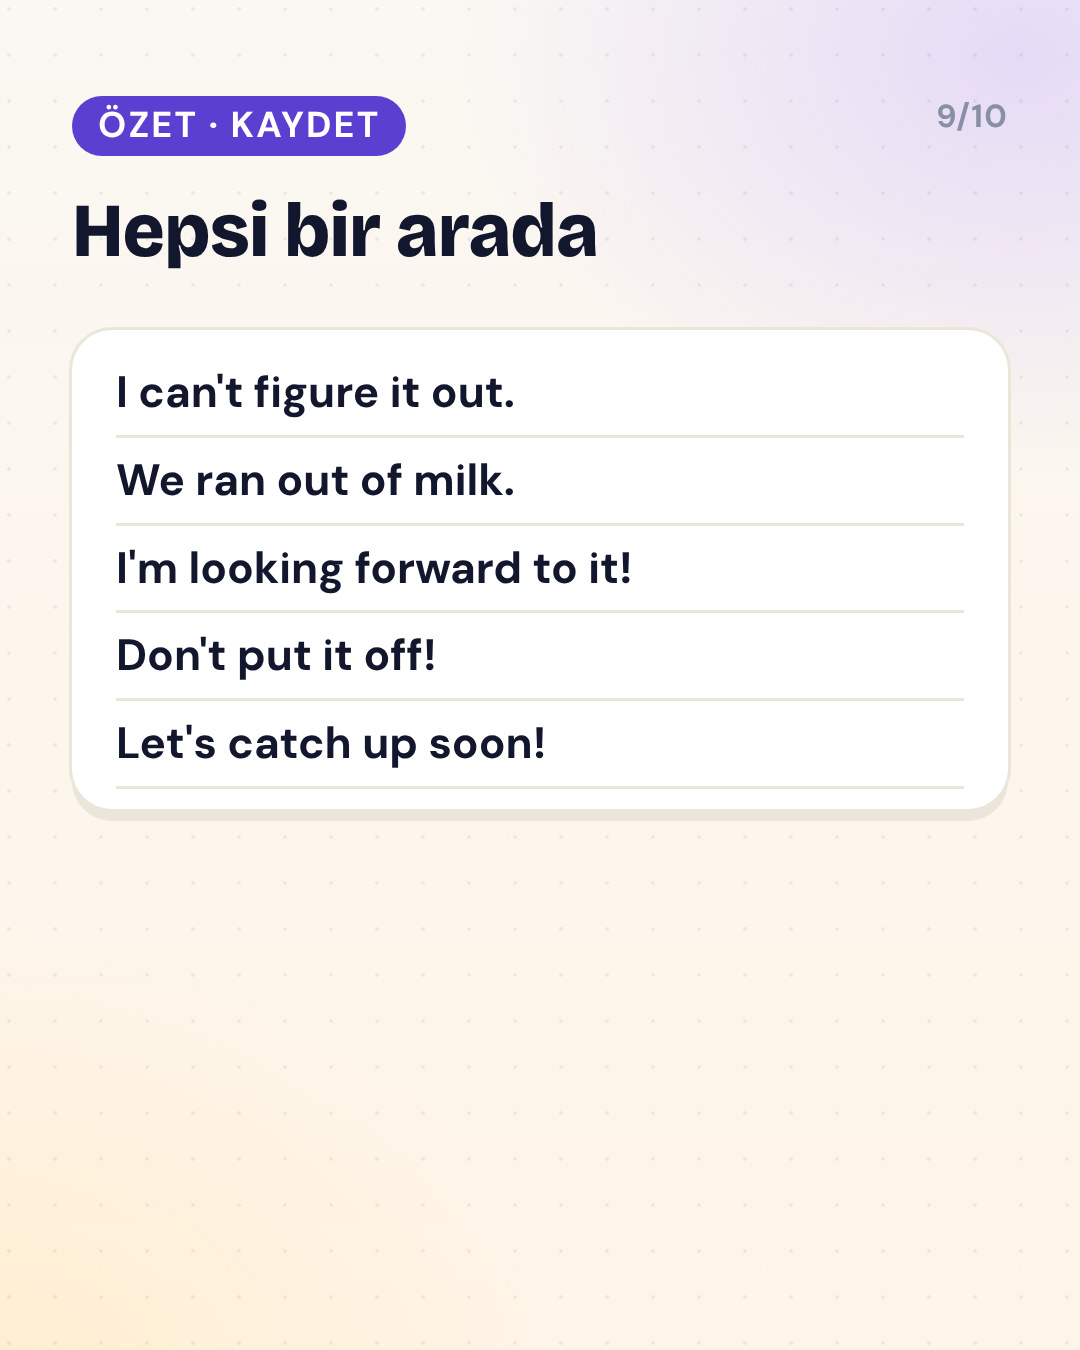 ÖZET · KAYDET
9/10
Hepsi bir arada
I can't figure it out.
We ran out of milk.
I'm looking forward to it!
Don't put it off!
Let's catch up soon!